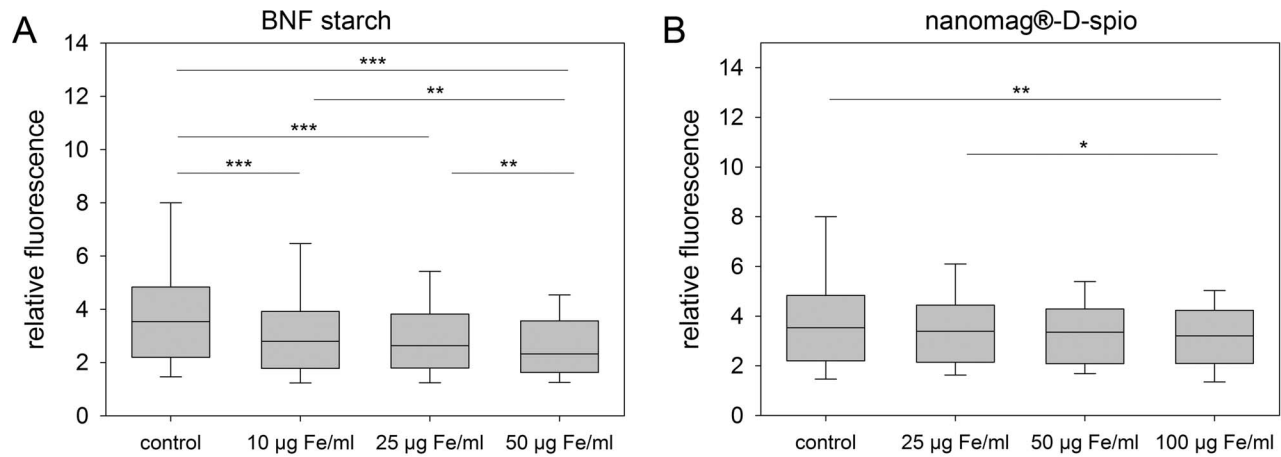 A
BNF starch
14
12
10
8
6
4
2
0
relative fluorescence
***
**
***
***
**
control
10 µg Fe/ml
25 µg Fe/ml
50 µg Fe/ml
B
nanomag®-D-spio
14
12
10
8
6
4
2
0
relative fluorescence
**
*
control
25 µg Fe/ml
50 µg Fe/ml
100 µg Fe/ml